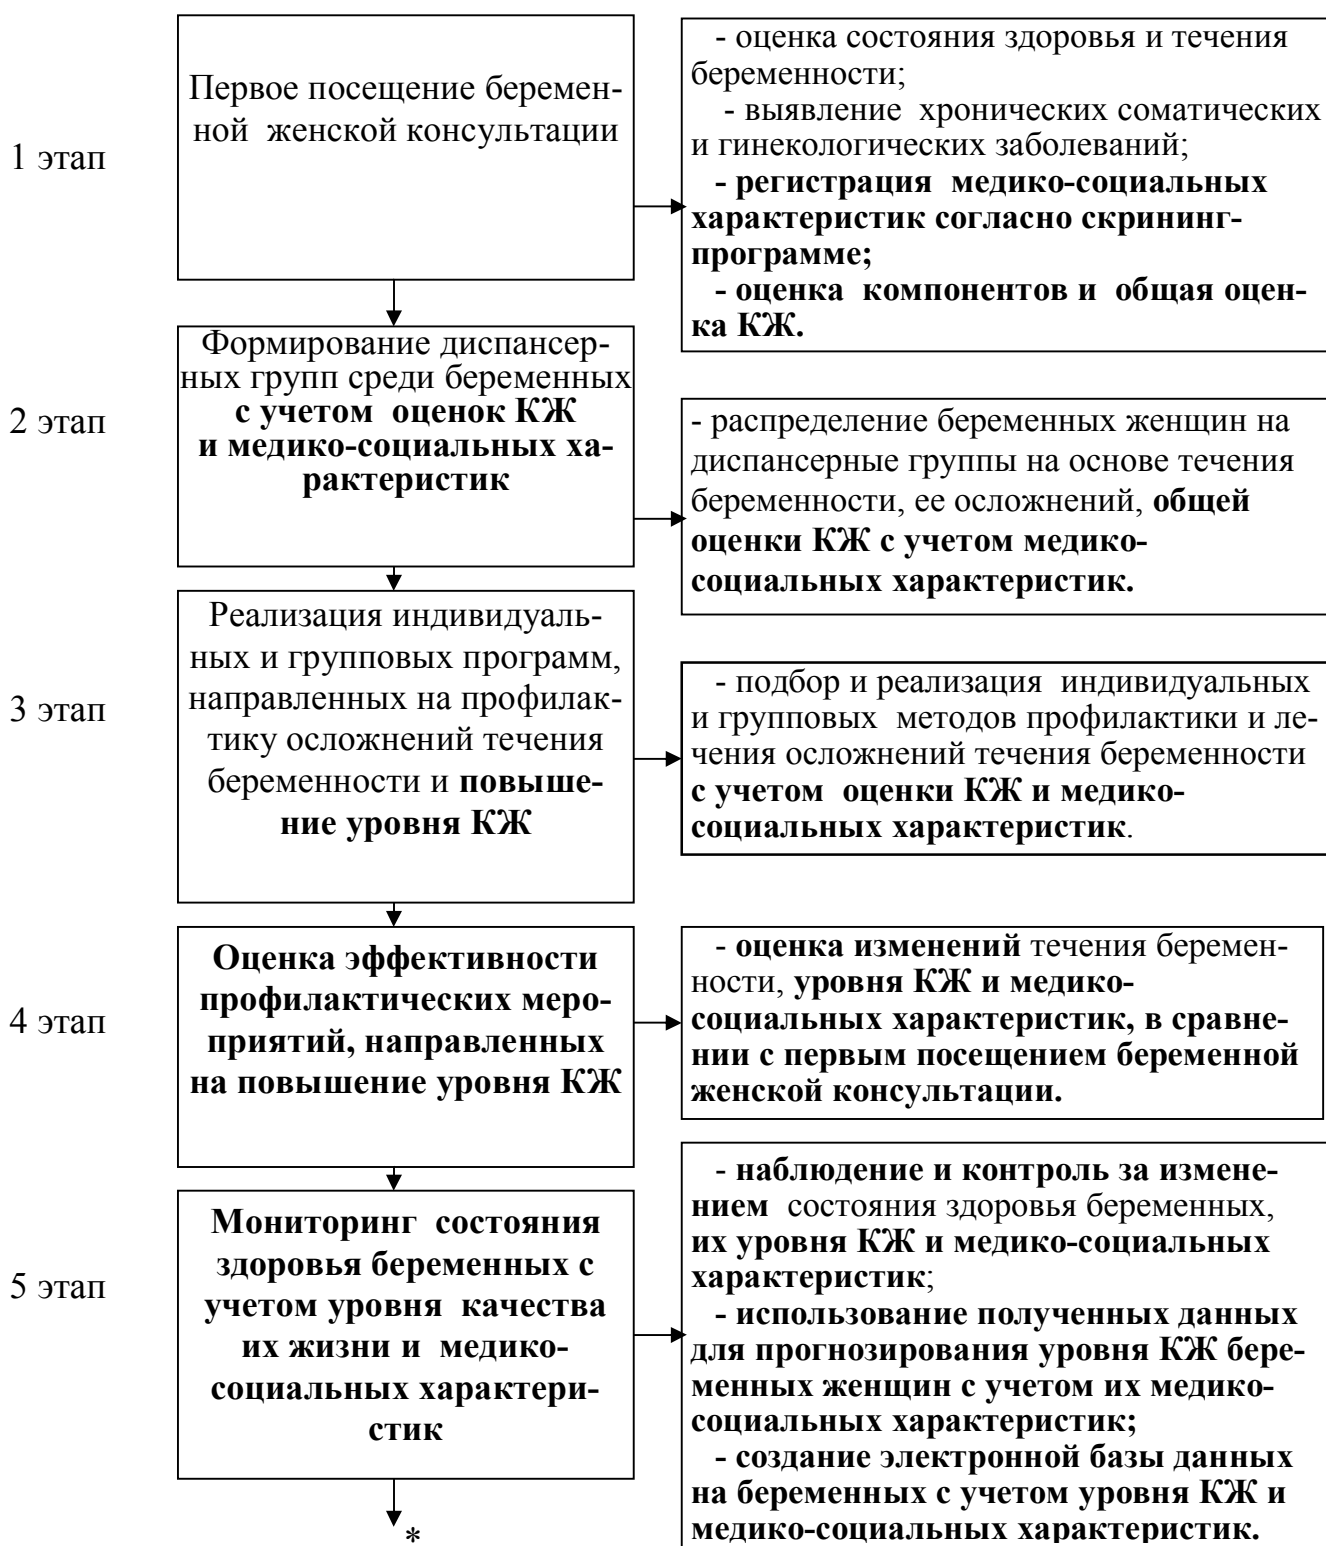 1 этап
Первое посещение беремен-
ной женской консультации
- оценка состояния здоровья и течения
беременности;
- выявление хронических соматических
и гинекологических заболеваний;
- регистрация медико-социальных
характеристик согласно скрининг-
программе;
- оценка компонентов и общая оцен-
ка КЖ.
2 этап
Формирование диспансер-
ных групп среди беременных
с учетом оценок КЖ
и медико-социальных ха-
рактеристик
- распределение беременных женщин на
диспансерные группы на основе течения
беременности, ее осложнений, общей
оценки КЖ с учетом медико-
социальных характеристик.
3 этап
Реализация индивидуаль-
ных и групповых программ,
направленных на профилак-
тику осложнений течения
беременности и повыше-
ние уровня КЖ
- подбор и реализация индивидуальных
и групповых методов профилактики и ле-
чения осложнений течения беременности
с учетом оценки КЖ и медико-
социальных характеристик.
4 этап
Оценка эффективности
профилактических меро-
приятий, направленных
на повышение уровня КЖ
- оценка изменений течения беремен-
ности, уровня КЖ и медико-
социальных характеристик, в сравне-
нии с первым посещением беременной
женской консультации.
5 этап
Мониторинг состояния
здоровья беременных с
учетом уровня качества
их жизни и медико-
социальных характери-
стик
- наблюдение и контроль за измене-
нием состояния здоровья беременных,
их уровня КЖ и медико-социальных
характеристик;
- использование полученных данных
для прогнозирования уровня КЖ бере-
менных женщин с учетом их медико-
социальных характеристик;
- создание электронной базы данных
на беременных с учетом уровня КЖ и
медико-социальных характеристик.
*